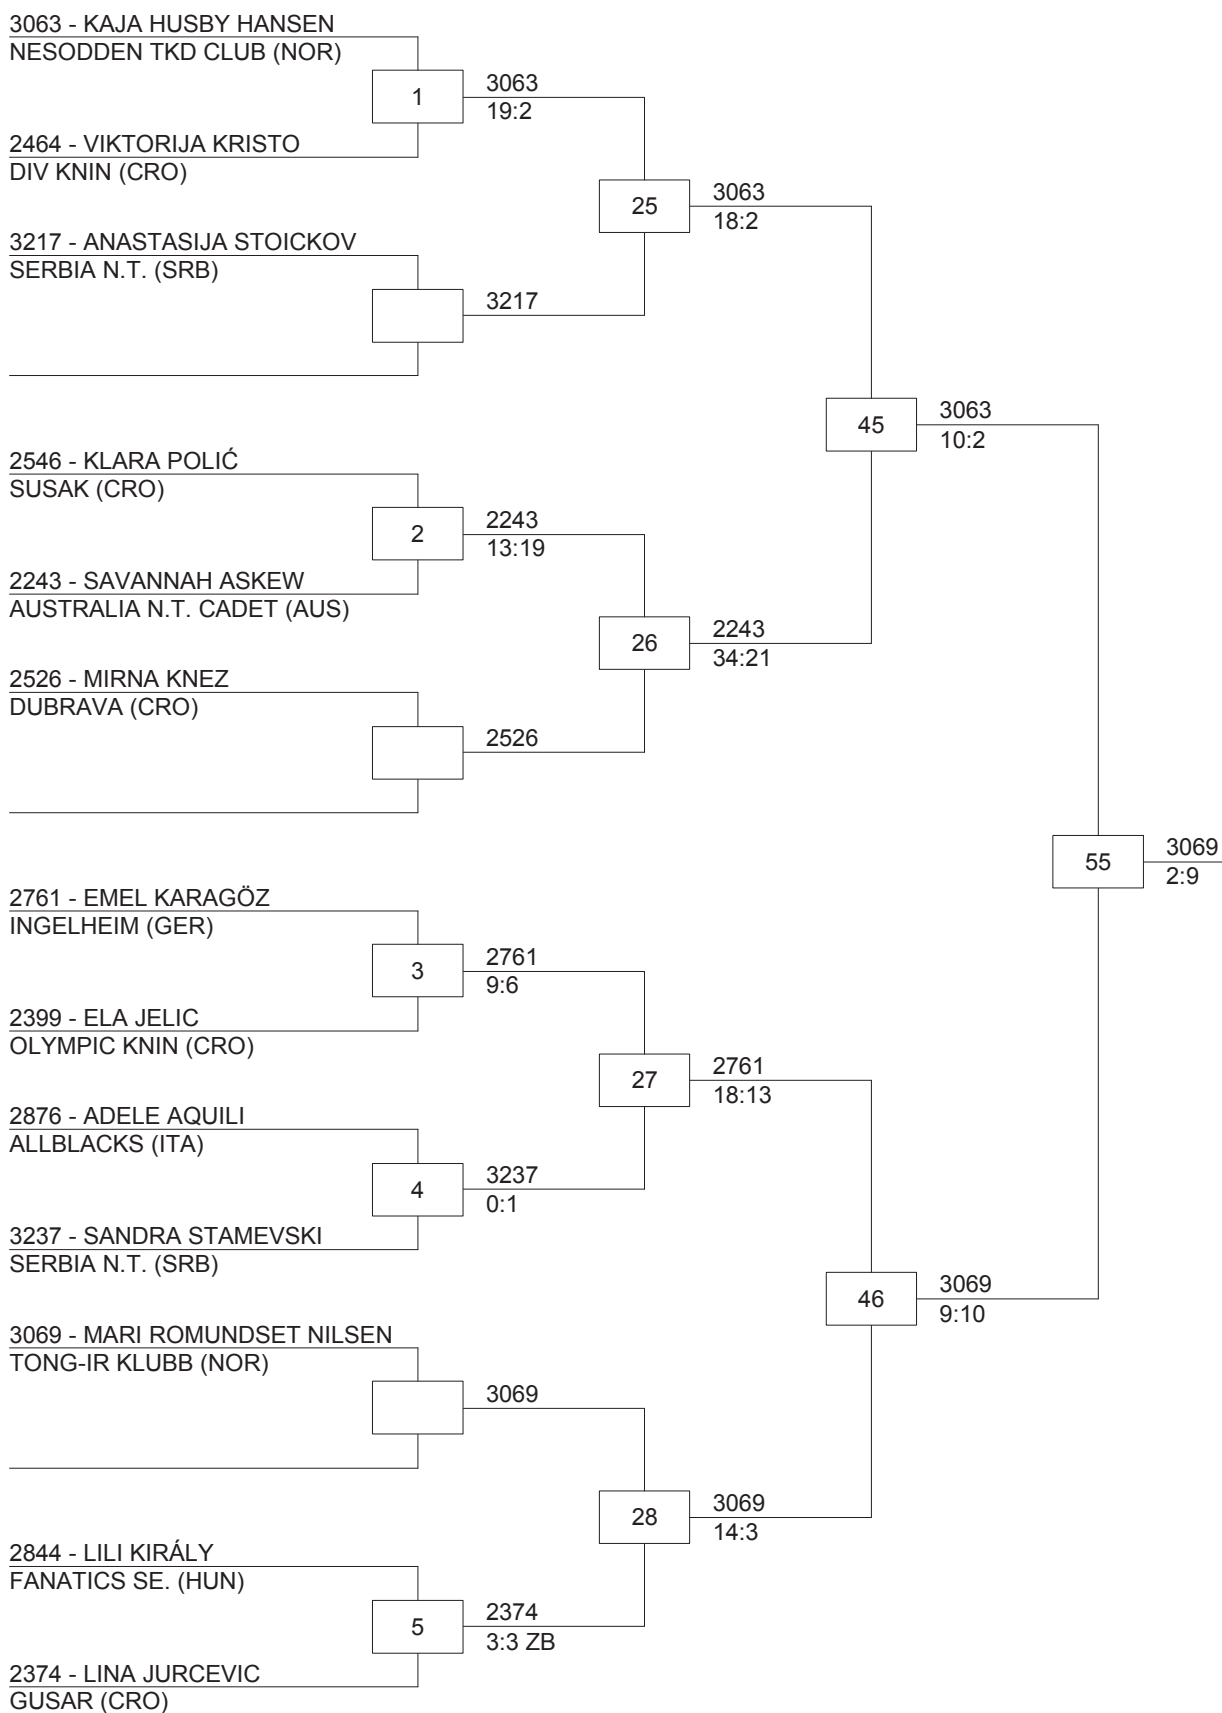 3063 - KAJA HUSBY HANSEN
NESODDEN TKD CLUB (NOR)
1
3063
19:2
2464 - VIKTORIJA KRISTO
DIV KNIN (CRO)
25
3063
18:2
3217 - ANASTASIJA STOICKOV
SERBIA N.T. (SRB)
3217
45
3063
10:2
2546 - KLARA POLIĆ
SUSAK (CRO)
2
2243
13:19
2243 - SAVANNAH ASKEW
AUSTRALIA N.T. CADET (AUS)
26
2243
34:21
2526 - MIRNA KNEZ
DUBRAVA (CRO)
2526
55
3069
2:9
2761 - EMEL KARAGÖZ
INGELHEIM (GER)
3
2761
9:6
2399 - ELA JELIC
OLYMPIC KNIN (CRO)
27
2761
18:13
2876 - ADELE AQUILI
ALLBLACKS (ITA)
4
3237
0:1
3237 - SANDRA STAMEVSKI
SERBIA N.T. (SRB)
46
3069
9:10
3069 - MARI ROMUNDSET NILSEN
TONG-IR KLUBB (NOR)
3069
28
3069
14:3
2844 - LILI KIRÁLY
FANATICS SE. (HUN)
5
2374
3:3 ZB
2374 - LINA JURCEVIC
GUSAR (CRO)